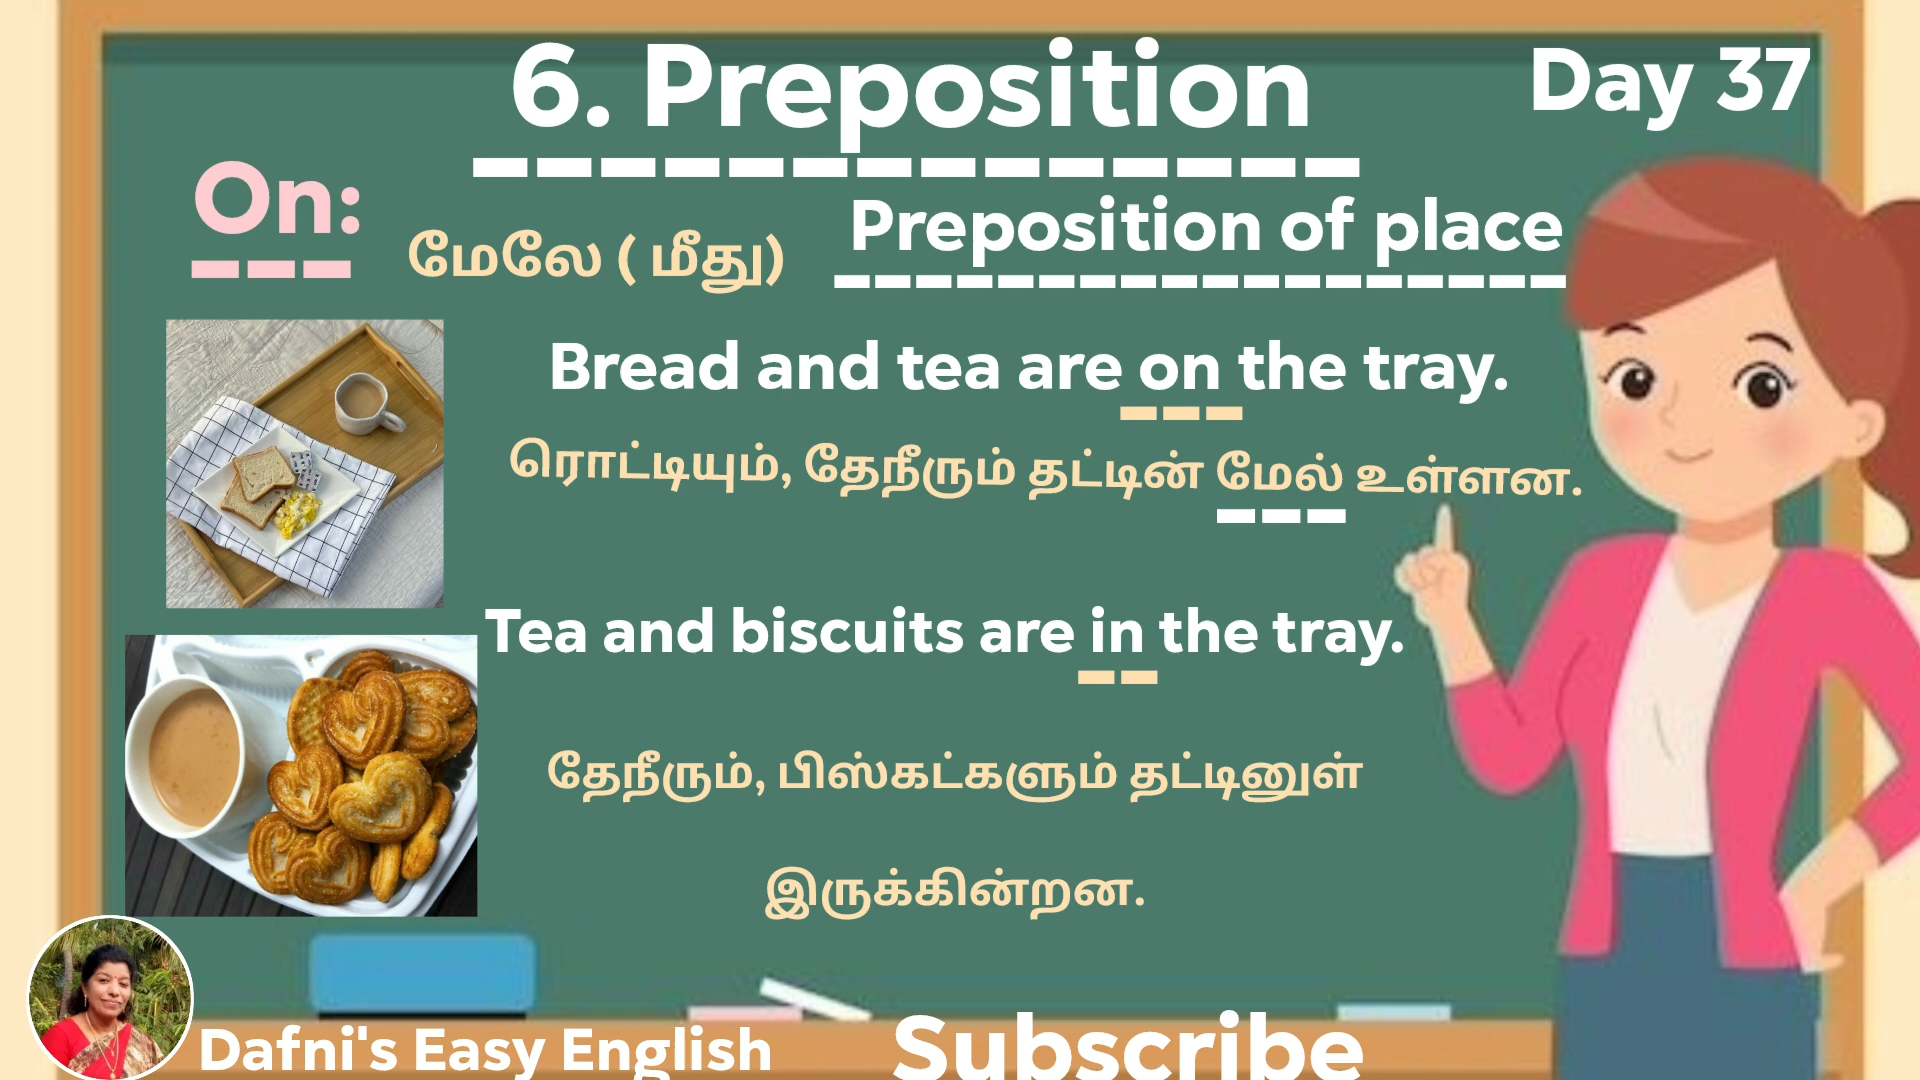 6. Preposition
Day 37
On:
மேலே ( மீது)
Preposition of place
Bread and tea are on the tray.
ரொட்டியும், தேநீரும் தட்டின் மேல் உள்ளன.
Tea and biscuits are in the tray.
தேநீரும், பிஸ்கட்களும் தட்டினுள்
இருக்கின்றன.
Dafni's Easy English
Subscribe